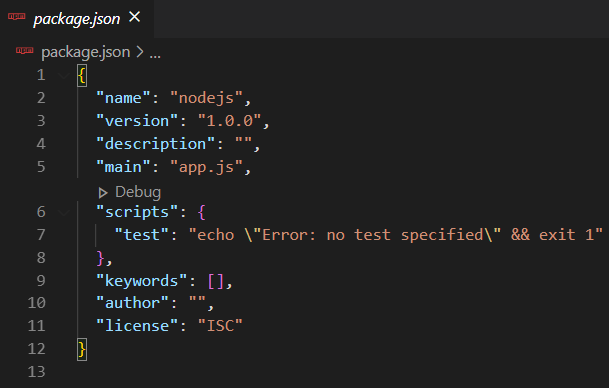 package.json
package.json > ...
1 {
2 "name": "nodejs",
3 "version": "1.0.0",
4 "description": "",
5 "main": "app.js",
Debug
6 "scripts": {
7 "test": "echo \"Error: no test specified\" && exit 1"
8 },
9 "keywords": [],
10 "author": "",
11 "license": "ISC"
12 }
13